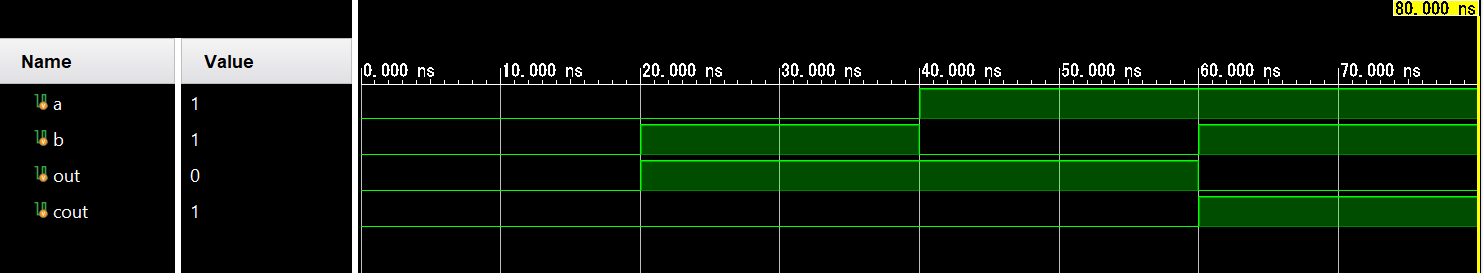 80.000 ns
Name Value
0.000 ns 10.000 ns 20.000 ns 30.000 ns 40.000 ns 50.000 ns 60.000 ns 70.000 ns
a 1
b 1
out 0
cout 1